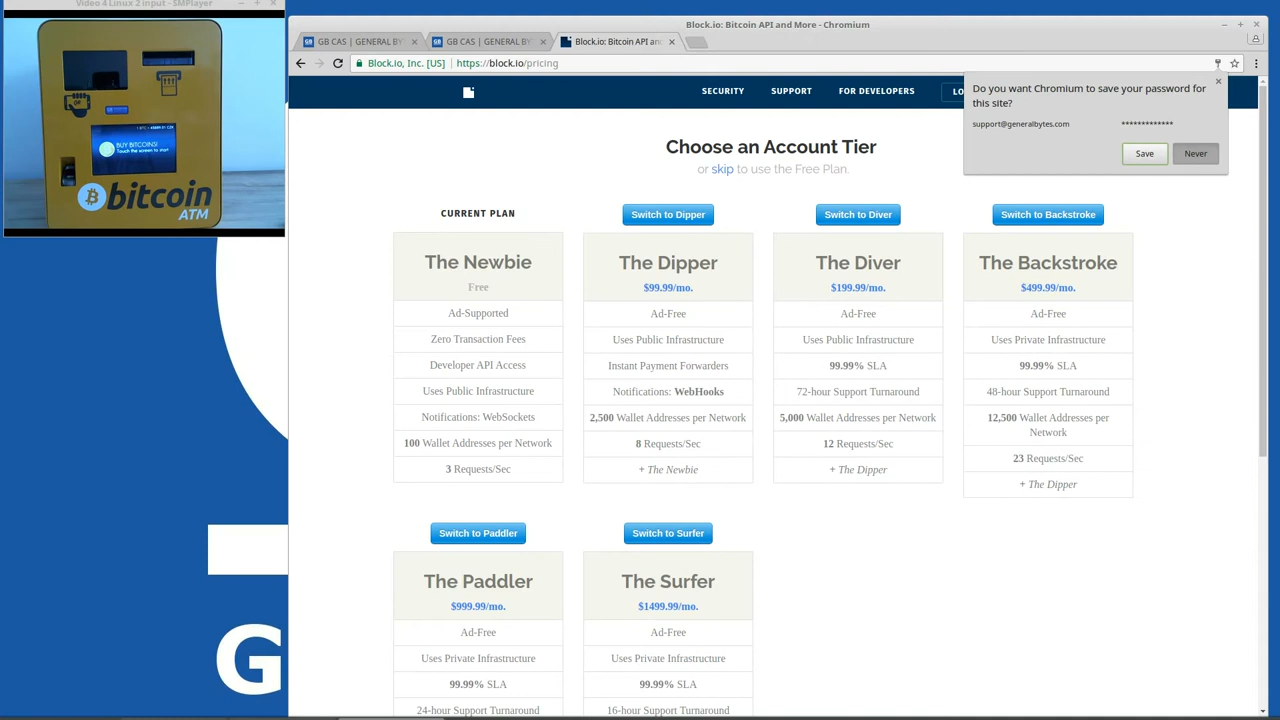 Video 4 Linux 2 input - SMPlayer
BUY BITCOINS!
Touch the screen to start
bitcoin
ATM
G
Block.io: Bitcoin API and More - Chromium
GB CAS | GENERAL BY
GB CAS | GENERAL BY
Block.io: Bitcoin API an
Block.io, Inc. [US]
https://block.io/pricing
SECURITY
SUPPORT
FOR DEVELOPERS
LO
Do you want Chromium to save your password for
this site?
support@generalbytes.com
*************
Save
Never
Choose an Account Tier
or skip to use the Free Plan.
CURRENT PLAN
The Newbie
Free
Ad-Supported
Zero Transaction Fees
Developer API Access
Uses Public Infrastructure
Notifications: WebSockets
100 Wallet Addresses per Network
3 Requests/Sec
Switch to Dipper
The Dipper
$99.99/mo.
Ad-Free
Uses Public Infrastructure
Instant Payment Forwarders
Notifications: WebHooks
2,500 Wallet Addresses per Network
8 Requests/Sec
+ The Newbie
Switch to Diver
The Diver
$199.99/mo.
Ad-Free
Uses Public Infrastructure
99.99% SLA
72-hour Support Turnaround
5,000 Wallet Addresses per Network
12 Requests/Sec
+ The Dipper
Switch to Backstroke
The Backstroke
$499.99/mo.
Ad-Free
Uses Private Infrastructure
99.99% SLA
48-hour Support Turnaround
12,500 Wallet Addresses per
Network
23 Requests/Sec
+ The Dipper
Switch to Paddler
The Paddler
$999.99/mo.
Ad-Free
Uses Private Infrastructure
99.99% SLA
24-hour Support Turnaround
Switch to Surfer
The Surfer
$1499.99/mo.
Ad-Free
Uses Private Infrastructure
99.99% SLA
16-hour Support Turnaround